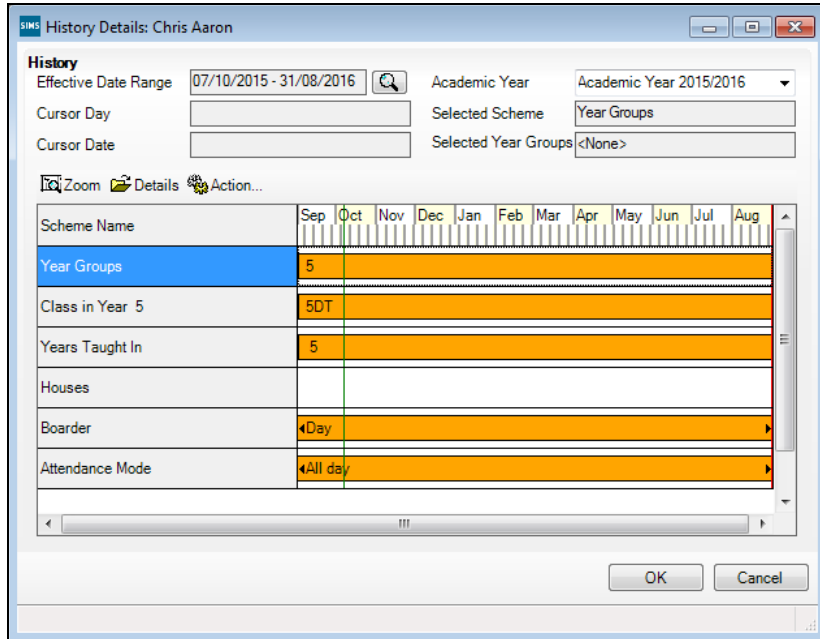 SIMS History Details: Chris Aaron
History
Effective Date Range 07/10/2015 - 31/08/2016 Academic Year Academic Year 2015/2016
Cursor Day Selected Scheme Year Groups
Cursor Date Selected Year Groups <None>
Zoom Details Action...
Scheme Name Sep Oct Nov Dec Jan Feb Mar Apr May Jun Jul Aug
Year Groups 5
Class in Year 5 5DT
Years Taught In 5
Houses
Boarder Day
Attendance Mode All day
OK Cancel